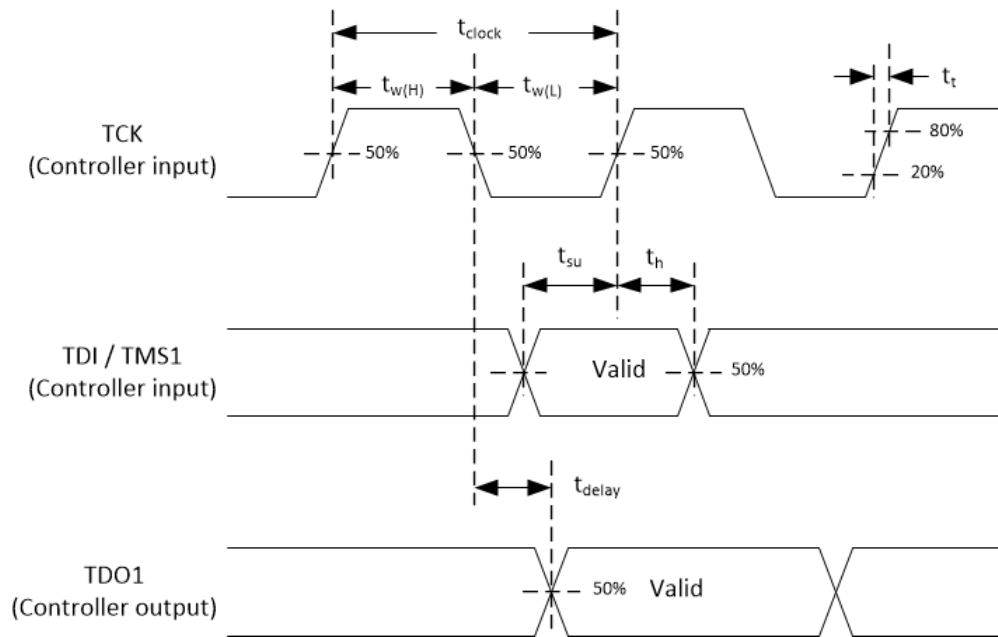 t_clock
t_w(H)
t_w(L)
t_t
TCK
(Controller input)
50%
50%
50%
80%
20%
t_su
t_h
TDI / TMS1
(Controller input)
Valid
50%
t_delay
TDO1
(Controller output)
50%
Valid